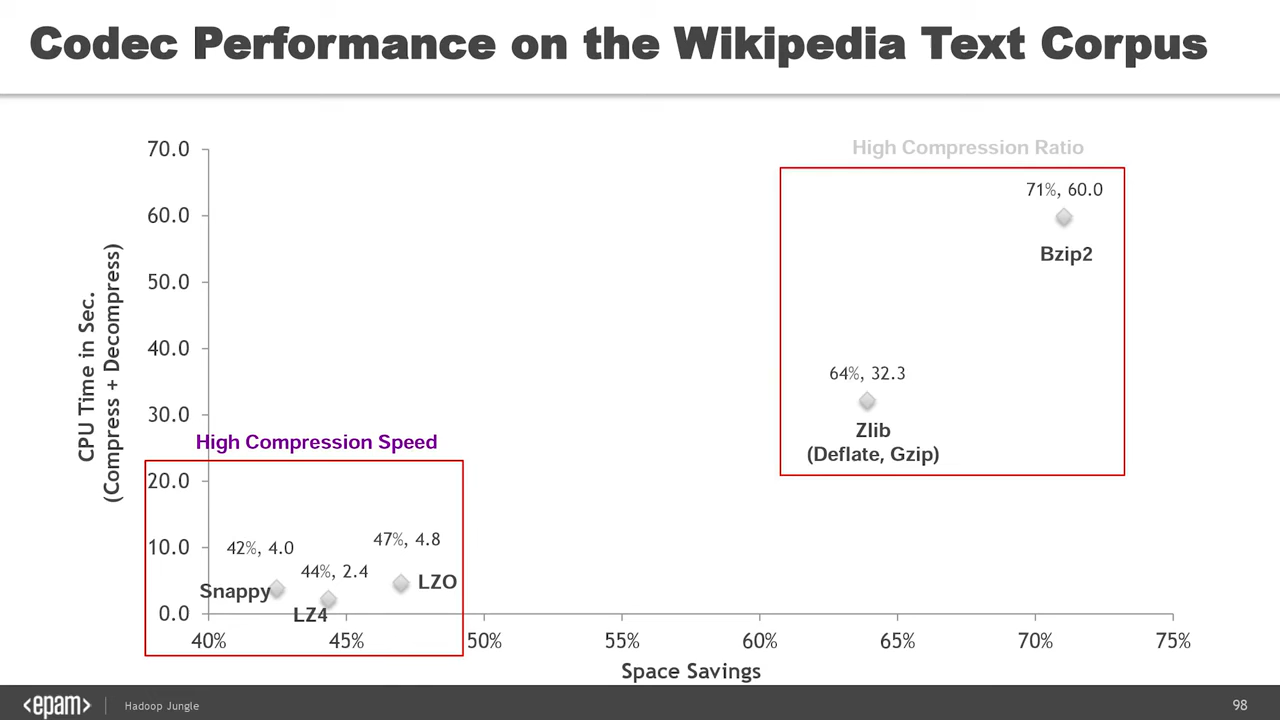 Codec Performance on the Wikipedia Text Corpus
High Compression Ratio
70.0
60.0
50.0
40.0
30.0
20.0
10.0
0.0
CPU Time in Sec.
(Compress + Decompress)
71%, 60.0
Bzip2
64%, 32.3
Zlib
(Deflate, Gzip)
High Compression Speed
42%, 4.0
Snappy
44%, 2.4
LZ4
47%, 4.8
LZO
40%
45%
50%
55%
60%
65%
70%
75%
Space Savings
<epam>
Hadoop Jungle
98